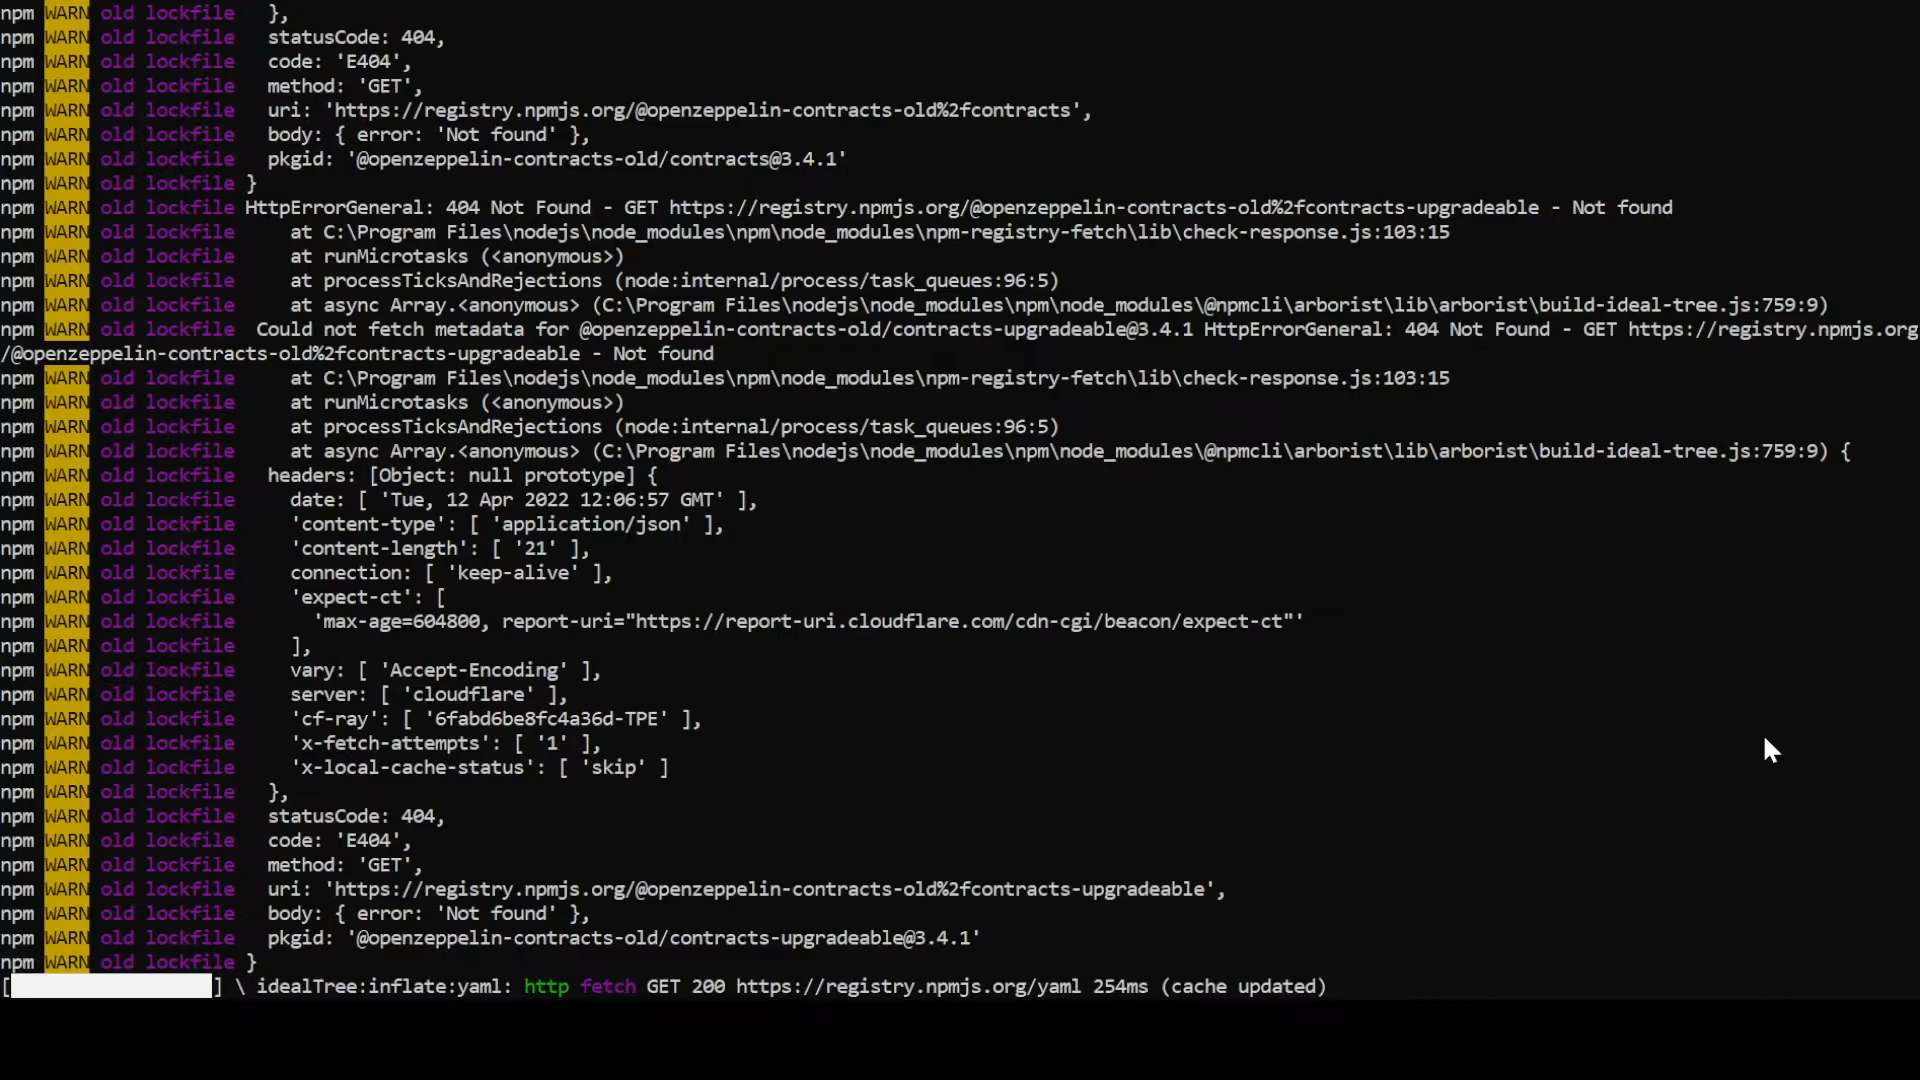 npm WARN old lockfile   },
npm WARN old lockfile   statusCode: 404,
npm WARN old lockfile   code: 'E404',
npm WARN old lockfile   method: 'GET',
npm WARN old lockfile   uri: 'https://registry.npmjs.org/@openzeppelin-contracts-old%2fcontracts',
npm WARN old lockfile   body: { error: 'Not found' },
npm WARN old lockfile   pkgid: '@openzeppelin-contracts-old/contracts@3.4.1'
npm WARN old lockfile }
npm WARN old lockfile HttpErrorGeneral: 404 Not Found - GET https://registry.npmjs.org/@openzeppelin-contracts-old%2fcontracts-upgradeable - Not found
npm WARN old lockfile     at C:\Program Files\nodejs\node_modules\npm\node_modules\npm-registry-fetch\lib\check-response.js:103:15
npm WARN old lockfile     at runMicrotasks (<anonymous>)
npm WARN old lockfile     at processTicksAndRejections (node:internal/process/task_queues:96:5)
npm WARN old lockfile     at async Array.<anonymous> (C:\Program Files\nodejs\node_modules\npm\node_modules\@npmcli\arborist\lib\arborist\build-ideal-tree.js:759:9)
npm WARN old lockfile  Could not fetch metadata for @openzeppelin-contracts-old/contracts-upgradeable@3.4.1 HttpErrorGeneral: 404 Not Found - GET https://registry.npmjs.org
/@openzeppelin-contracts-old%2fcontracts-upgradeable - Not found
npm WARN old lockfile     at C:\Program Files\nodejs\node_modules\npm\node_modules\npm-registry-fetch\lib\check-response.js:103:15
npm WARN old lockfile     at runMicrotasks (<anonymous>)
npm WARN old lockfile     at processTicksAndRejections (node:internal/process/task_queues:96:5)
npm WARN old lockfile     at async Array.<anonymous> (C:\Program Files\nodejs\node_modules\npm\node_modules\@npmcli\arborist\lib\arborist\build-ideal-tree.js:759:9) {
npm WARN old lockfile   headers: [Object: null prototype] {
npm WARN old lockfile     date: [ 'Tue, 12 Apr 2022 12:06:57 GMT' ],
npm WARN old lockfile     'content-type': [ 'application/json' ],
npm WARN old lockfile     'content-length': [ '21' ],
npm WARN old lockfile     connection: [ 'keep-alive' ],
npm WARN old lockfile     'expect-ct': [
npm WARN old lockfile       'max-age=604800, report-uri="https://report-uri.cloudflare.com/cdn-cgi/beacon/expect-ct"'
npm WARN old lockfile     ],
npm WARN old lockfile     vary: [ 'Accept-Encoding' ],
npm WARN old lockfile     server: [ 'cloudflare' ],
npm WARN old lockfile     'cf-ray': [ '6fabd6be8fc4a36d-TPE' ],
npm WARN old lockfile     'x-fetch-attempts': [ '1' ],
npm WARN old lockfile     'x-local-cache-status': [ 'skip' ]
npm WARN old lockfile   },
npm WARN old lockfile   statusCode: 404,
npm WARN old lockfile   code: 'E404',
npm WARN old lockfile   method: 'GET',
npm WARN old lockfile   uri: 'https://registry.npmjs.org/@openzeppelin-contracts-old%2fcontracts-upgradeable',
npm WARN old lockfile   body: { error: 'Not found' },
npm WARN old lockfile   pkgid: '@openzeppelin-contracts-old/contracts-upgradeable@3.4.1'
npm WARN old lockfile }
[                  ] \ idealTree:inflate:yaml: http fetch GET 200 https://registry.npmjs.org/yaml 254ms (cache updated)